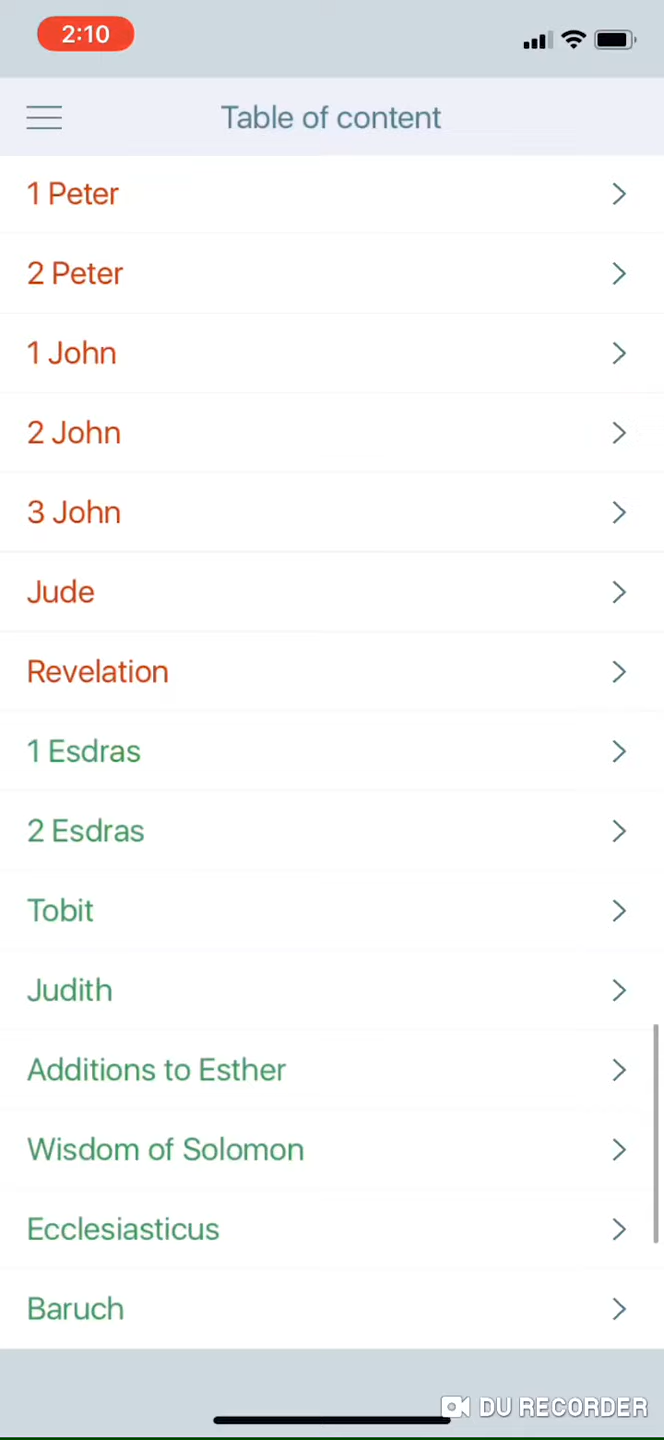 2:10
Table of content
1 Peter
2 Peter
1 John
2 John
3 John
Jude
Revelation
1 Esdras
2 Esdras
Tobit
Judith
Additions to Esther
Wisdom of Solomon
Ecclesiasticus
Baruch
DU RECORDER